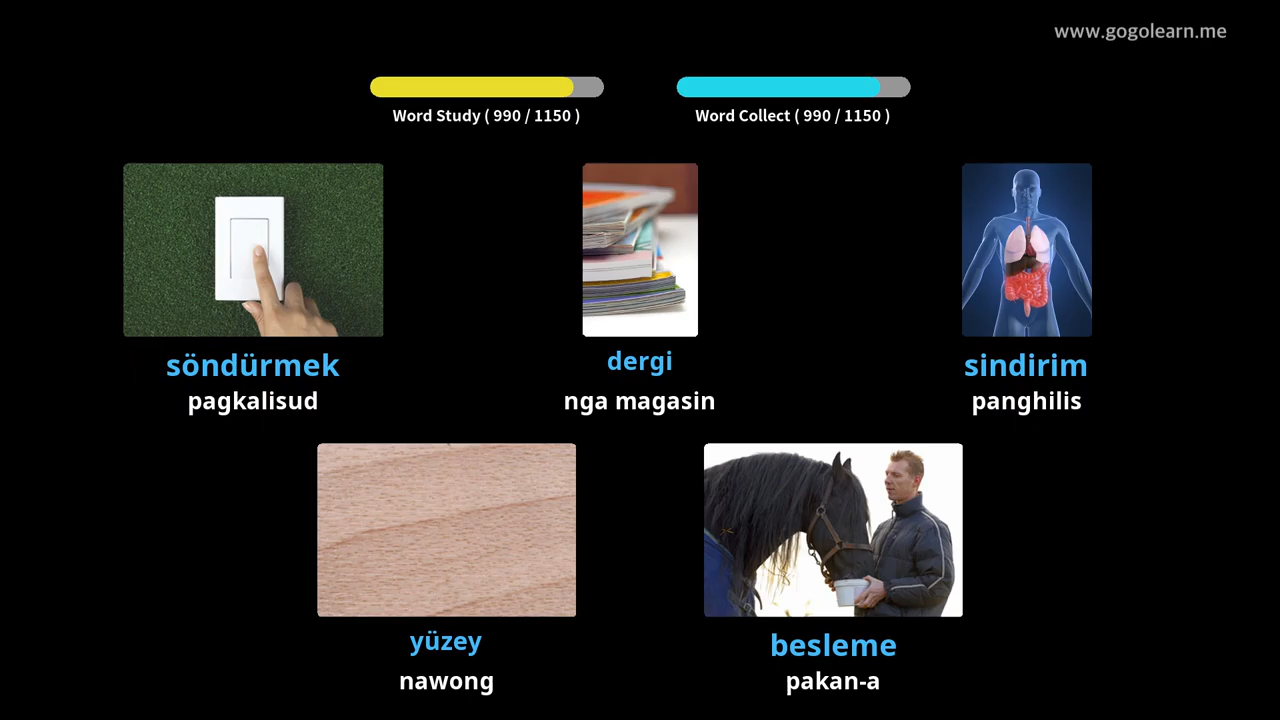 www.gogolearn.me
Word Study ( 990 / 1150 )
Word Collect ( 990 / 1150 )
söndürmek
pagkalisud
dergi
nga magasin
sindirim
panghilis
yüzey
nawong
besleme
pakan-a